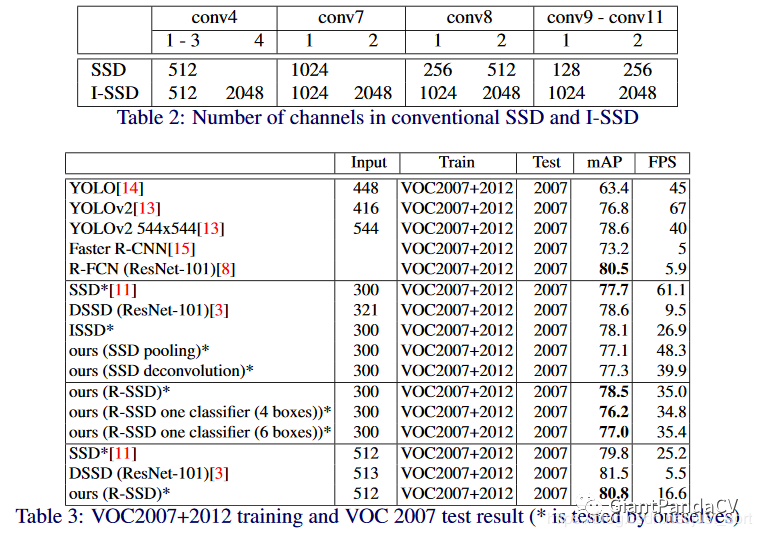 conv4 conv7 conv8 conv9 - conv11
1 - 3 4 1 2 1 2 1 2
SSD 512 1024 256 512 128 256
I-SSD 512 2048 1024 2048 1024 2048 1024 2048
Table 2: Number of channels in conventional SSD and I-SSD
Input Train Test mAP FPS
YOLO[14] 448 VOC2007+2012 2007 63.4 45
YOLOv2[13] 416 VOC2007+2012 2007 76.8 67
YOLOv2 544x544[13] 544 VOC2007+2012 2007 78.6 40
Faster R-CNN[15] VOC2007+2012 2007 73.2 5
R-FCN (ResNet-101)[8] VOC2007+2012 2007 80.5 5.9
SSD*[11] 300 VOC2007+2012 2007 77.7 61.1
DSSD (ResNet-101)[3] 321 VOC2007+2012 2007 78.6 9.5
ISSD* 300 VOC2007+2012 2007 78.1 26.9
ours (SSD pooling)* 300 VOC2007+2012 2007 77.1 48.3
ours (SSD deconvolution)* 300 VOC2007+2012 2007 77.3 39.9
ours (R-SSD)* 300 VOC2007+2012 2007 78.5 35.0
ours (R-SSD one classifier (4 boxes))* 300 VOC2007+2012 2007 76.2 34.8
ours (R-SSD one classifier (6 boxes))* 300 VOC2007+2012 2007 77.0 35.4
SSD*[11] 512 VOC2007+2012 2007 79.8 25.2
DSSD (ResNet-101)[3] 513 VOC2007+2012 2007 81.5 5.5
ours (R-SSD)* 512 VOC2007+2012 2007 80.8 16.6
GiantPandaCV
Table 3: VOC2007+2012 training and VOC 2007 test result (* is tested by ourselves)